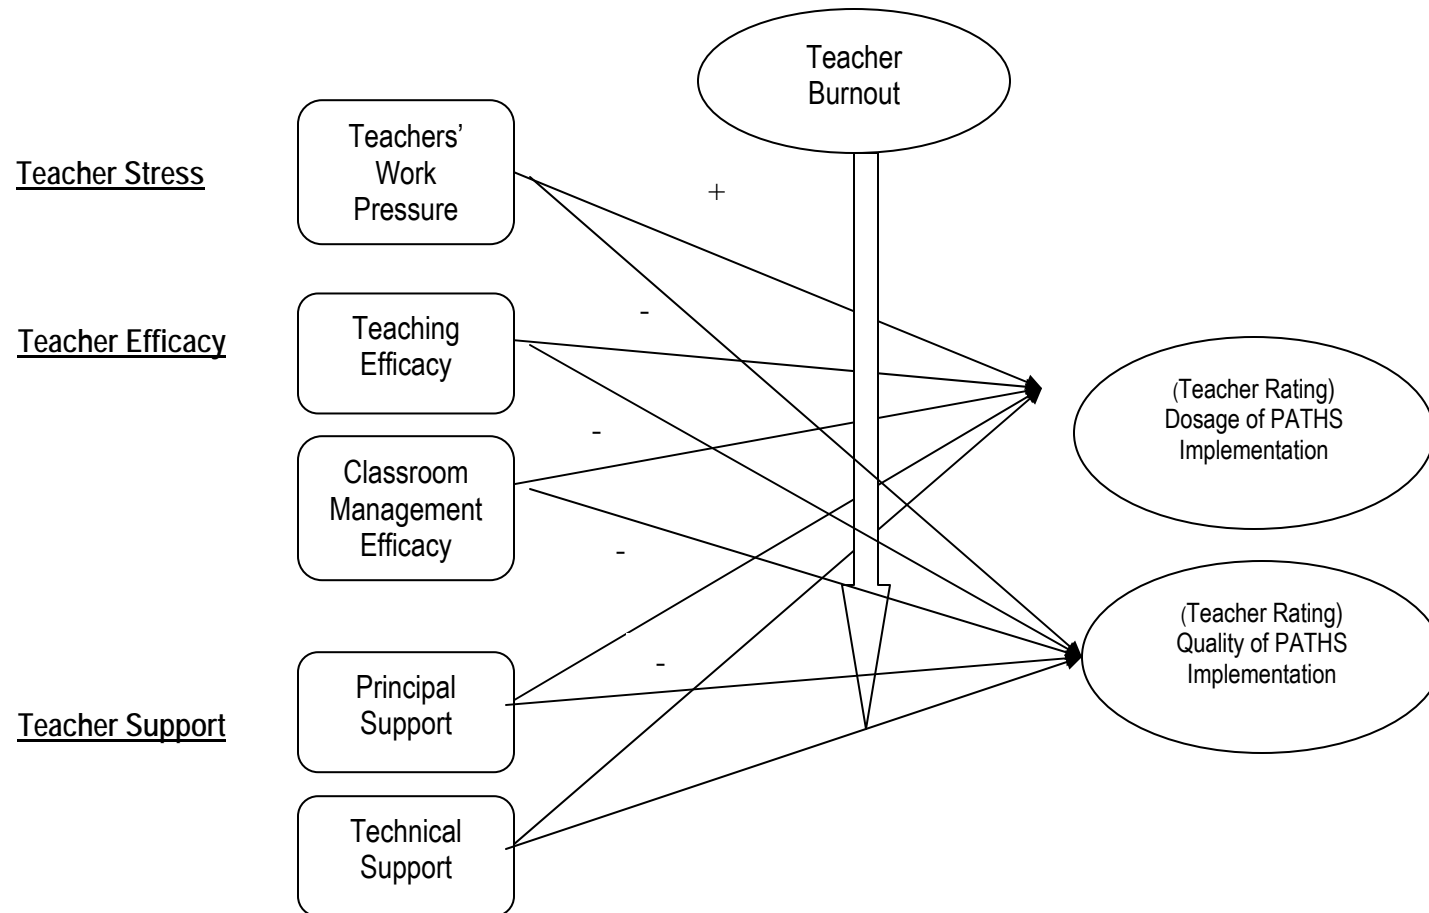 Teacher
Burnout
Teachers’
Work
Pressure
Teacher Stress
+
-
Teaching
Efficacy
Teacher Efficacy
(Teacher Rating)
Dosage of PATHS
Implementation
-
Classroom
Management
Efficacy
-
(Teacher Rating)
Quality of PATHS
Implementation
-
Principal
Support
Teacher Support
Technical
Support